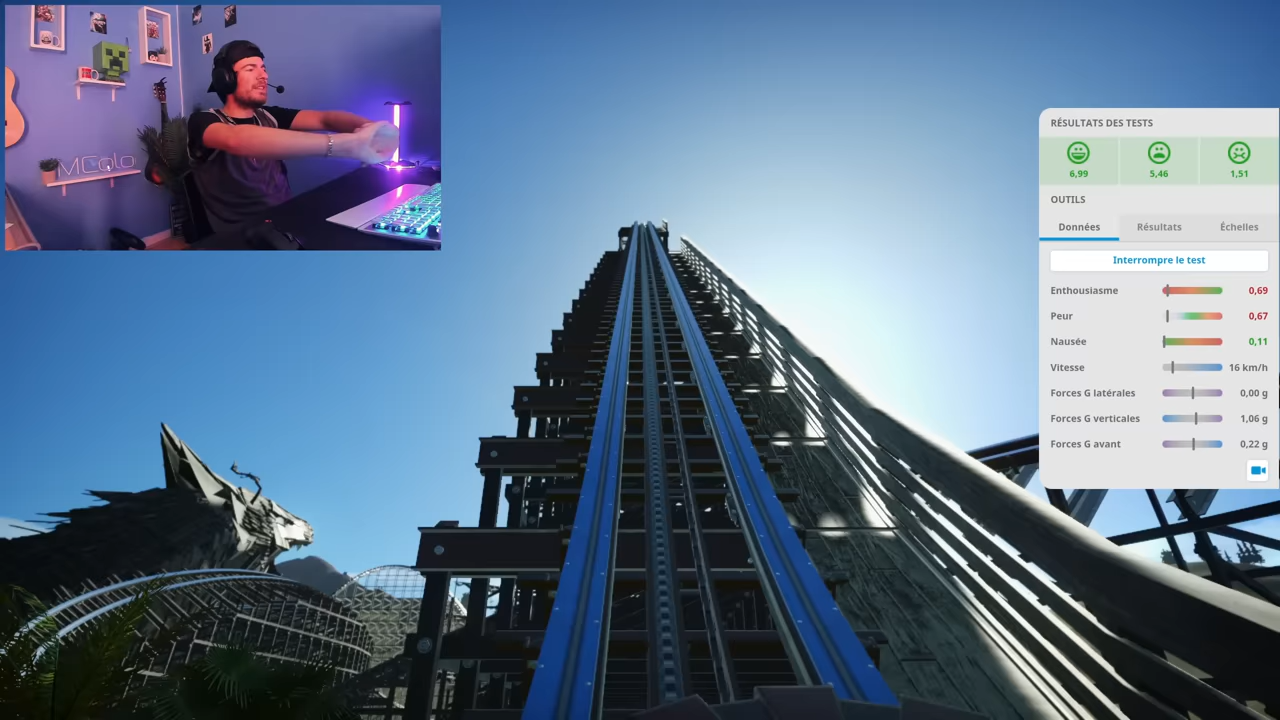 MColo
RÉSULTATS DES TESTS
6,99 5,46 1,51
OUTILS
Données Résultats Échelles
Interrompre le test
Enthousiasme 0,69
Peur 0,67
Nausée 0,11
Vitesse 16 km/h
Forces G latérales 0,00 g
Forces G verticales 1,06 g
Forces G avant 0,22 g